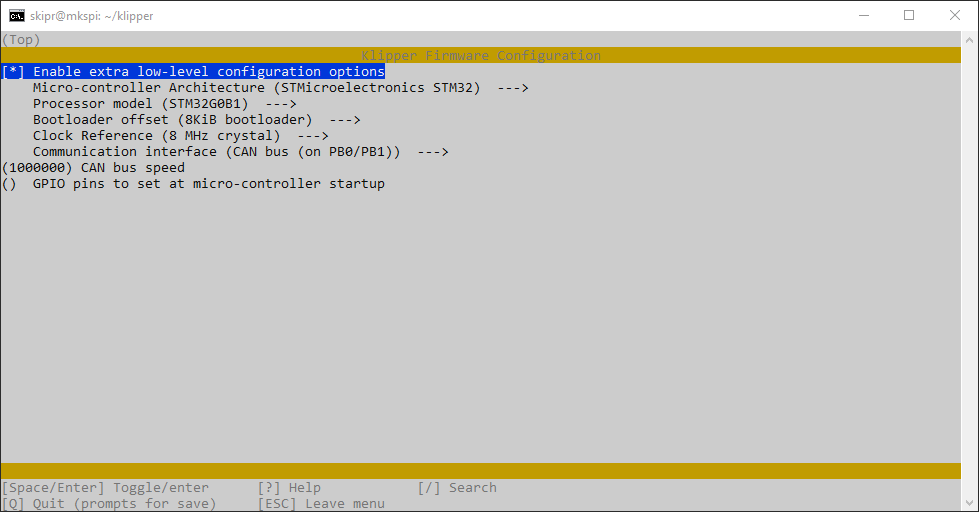 skipr@mkspi: ~/klipper
(Top)
Klipper Firmware Configuration
[*] Enable extra low-level configuration options
Micro-controller Architecture (STMicroelectronics STM32)  --->
Processor model (STM32G0B1)  --->
Bootloader offset (8KiB bootloader)  --->
Clock Reference (8 MHz crystal)  --->
Communication interface (CAN bus (on PB0/PB1))  --->
(1000000) CAN bus speed
()  GPIO pins to set at micro-controller startup
[Space/Enter] Toggle/enter      [?] Help            [/] Search
[Q] Quit (prompts for save)     [ESC] Leave menu